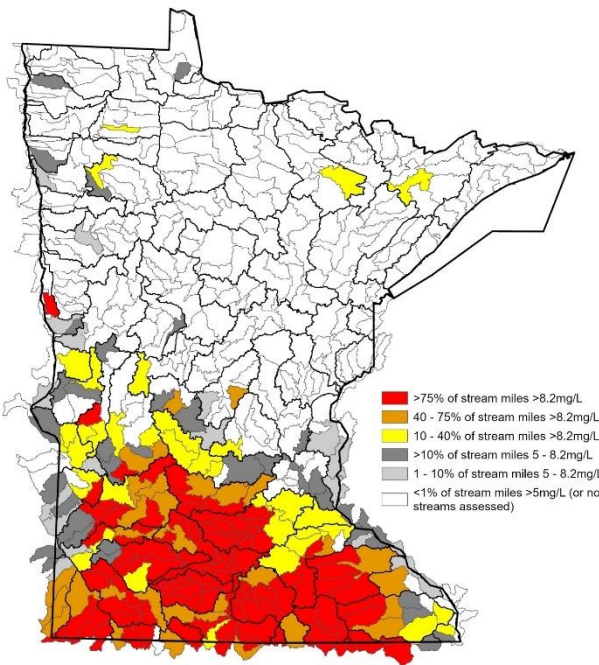 >75% of stream miles >8.2mg/L
40 - 75% of stream miles >8.2mg/L
10 - 40% of stream miles >8.2mg/L
>10% of stream miles 5 - 8.2mg/L
1 - 10% of stream miles 5 - 8.2mg/L
<1% of stream miles >5mg/L (or no
streams assessed)